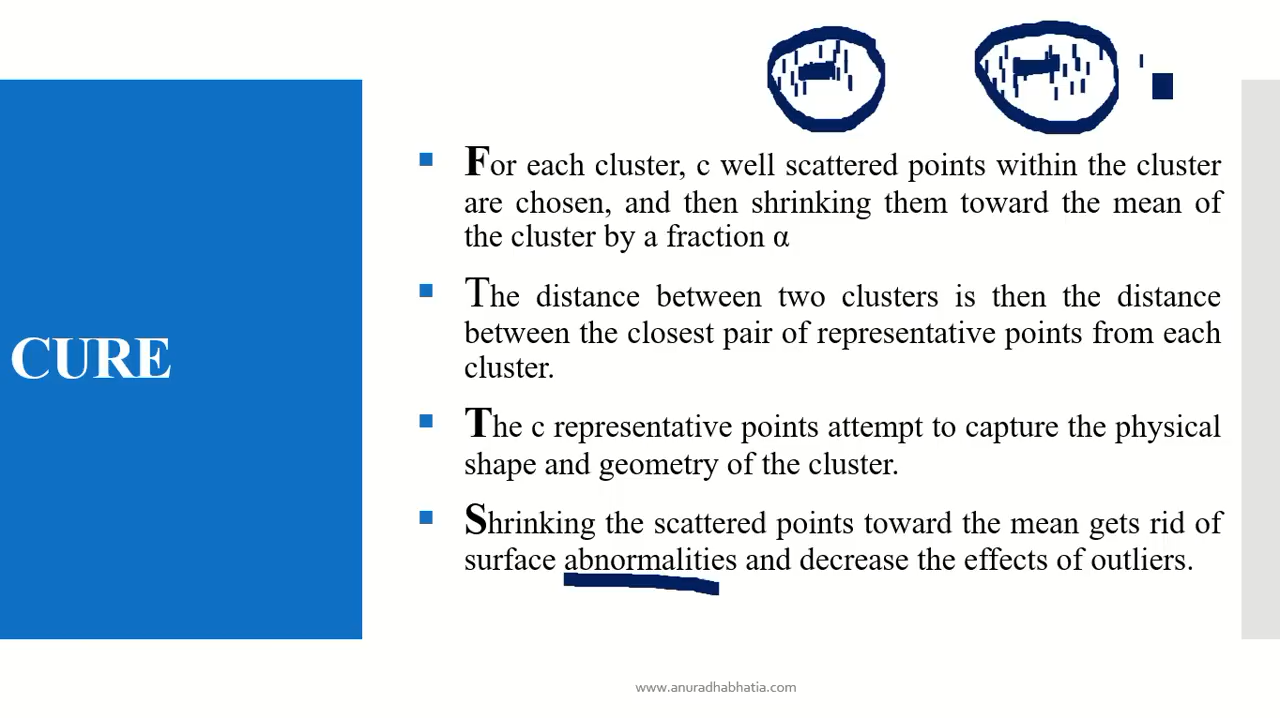 CURE
For each cluster, c well scattered points within the cluster
are chosen, and then shrinking them toward the mean of
the cluster by a fraction α
The distance between two clusters is then the distance
between the closest pair of representative points from each
cluster.
The c representative points attempt to capture the physical
shape and geometry of the cluster.
Shrinking the scattered points toward the mean gets rid of
surface abnormalities and decrease the effects of outliers.
www.anuradhabhatia.com